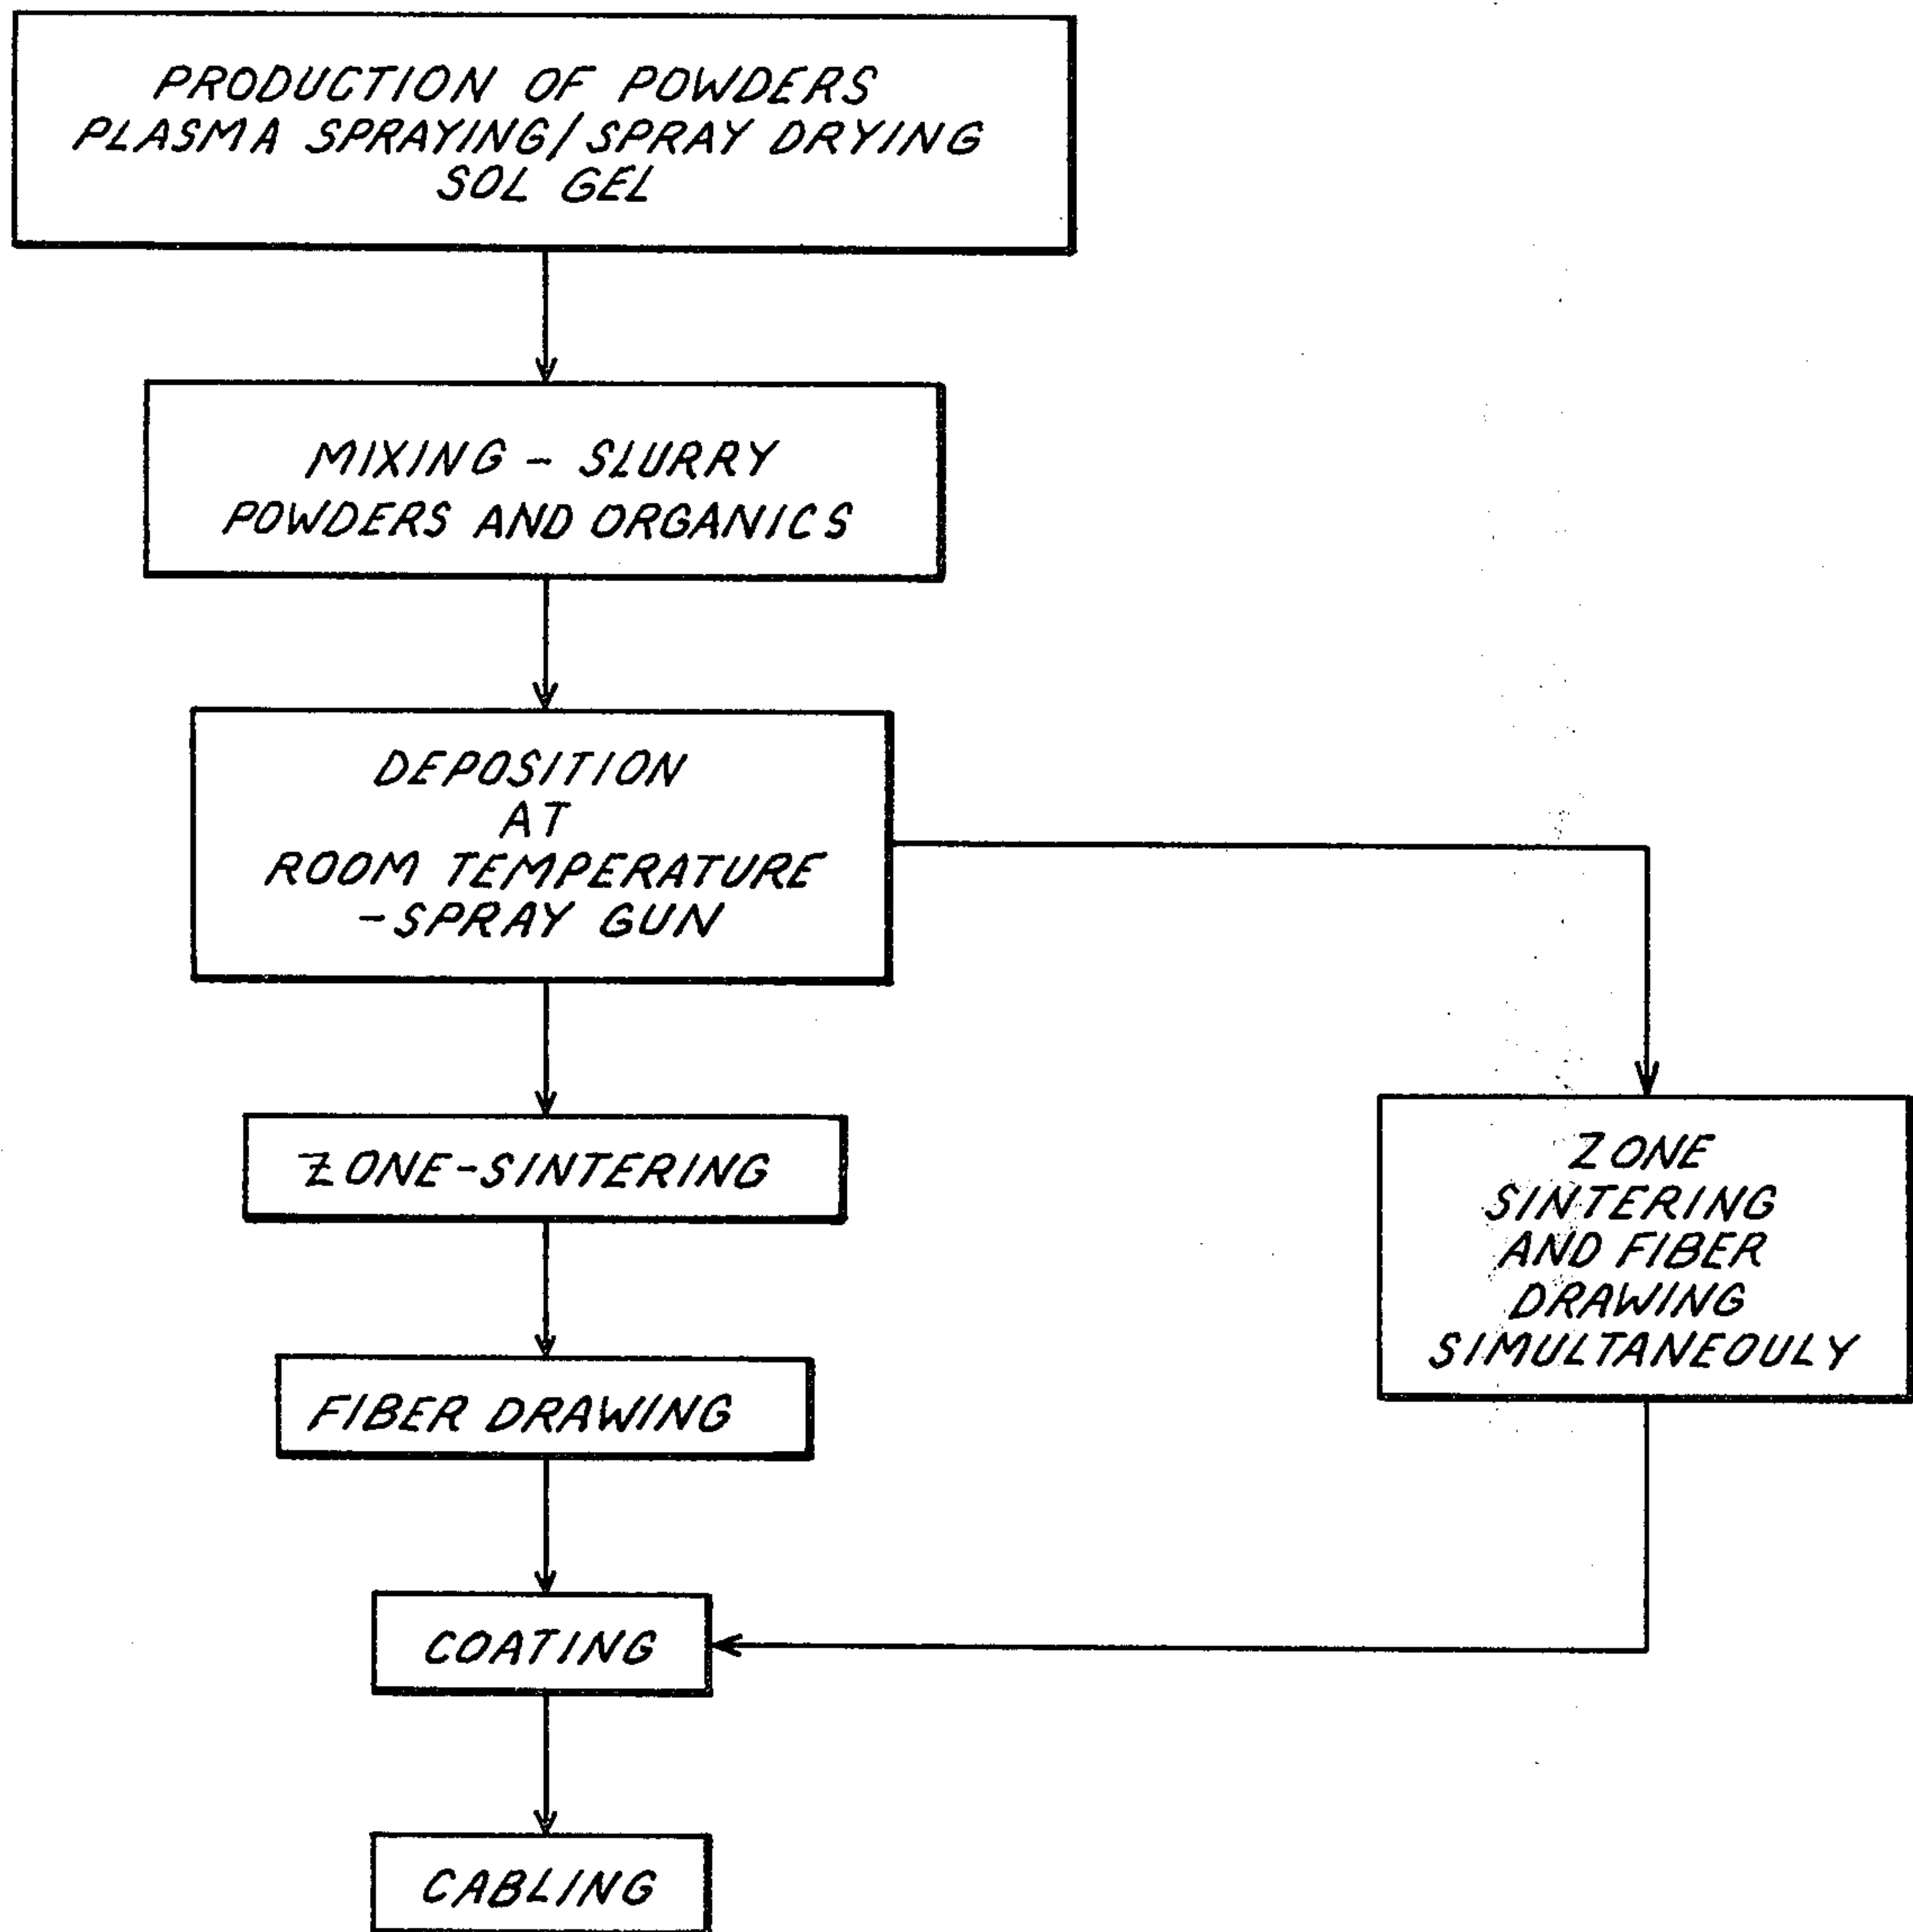 PRODUCTION OF POWDERS
PLASMA SPRAYING/SPRAY DRYING
SOL GEL
MIXING - SLURRY
POWDERS AND ORGANICS
DEPOSITION
AT
ROOM TEMPERATURE
-SPRAY GUN
ZONE-SINTERING
ZONE
SINTERING
AND FIBER
DRAWING
SIMULTANEOULY
FIBER DRAWING
COATING
CABLING